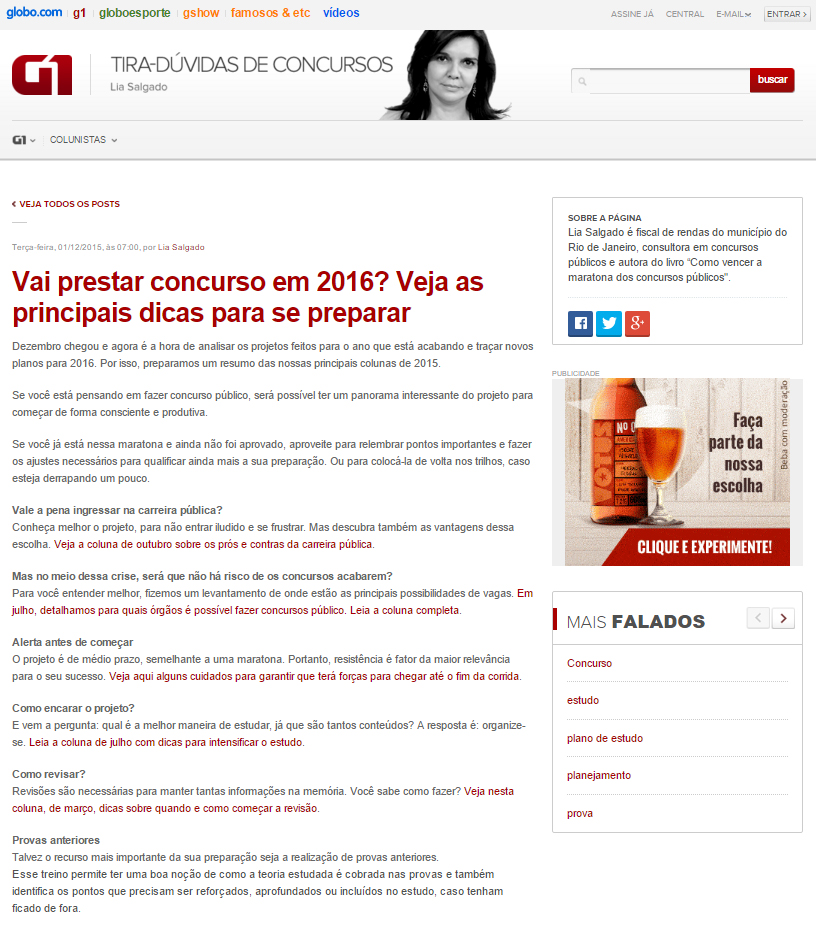 globo.com g1 globoesporte gshow famosos & etc vídeos
ASSINE JÁ CENTRAL E-MAIL ENTRAR
G1
TIRA-DÚVIDAS DE CONCURSOS
Lia Salgado
buscar
G1 COLUNISTAS
VEJA TODOS OS POSTS
Terça-feira, 01/12/2015, às 07:00, por Lia Salgado
Vai prestar concurso em 2016? Veja as
principais dicas para se preparar
Dezembro chegou e agora é a hora de analisar os projetos feitos para o ano que está acabando e traçar novos
planos para 2016. Por isso, preparamos um resumo das nossas principais colunas de 2015.
Se você está pensando em fazer concurso público, será possível ter um panorama interessante do projeto para
começar de forma consciente e produtiva.
Se você já está nessa maratona e ainda não foi aprovado, aproveite para relembrar pontos importantes e fazer
os ajustes necessários para qualificar ainda mais a sua preparação. Ou para colocá-la de volta nos trilhos, caso
esteja derrapando um pouco.
Vale a pena ingressar na carreira pública?
Conheça melhor o projeto, para não entrar iludido e se frustrar. Mas descubra também as vantagens dessa
escolha. Veja a coluna de outubro sobre os prós e contras da carreira pública.
Mas no meio dessa crise, será que não há risco de os concursos acabarem?
Para você entender melhor, fizemos um levantamento de onde estão as principais possibilidades de vagas. Em
julho, detalhamos para quais órgãos é possível fazer concursos público. Leia a coluna completa.
Alerta antes de começar
O projeto é de médio prazo, semelhante a uma maratona. Portanto, resistência é fator da maior relevância
para o seu sucesso. Veja aqui alguns cuidados para garantir que terá forças para chegar até o fim da corrida.
Como encarar o projeto?
E vem a pergunta: qual é a melhor maneira de estudar, já que são tantos conteúdos? A resposta é: organize-
se. Leia a coluna de julho com dicas para intensificar o estudo.
Como revisar?
Revisões são necessárias para manter tantas informações na memória. Você sabe como fazer? Veja nesta
coluna, de março, dicas sobre quando e como começar a revisão.
Provas anteriores
Talvez o recurso mais importante da sua preparação seja a realização de provas anteriores.
Esse treino permite ter uma boa noção de como a teoria estudada é cobrada nas provas e também
identifica os pontos que precisam ser reforçados, aprofundados ou incluídos no estudo, caso tenham
ficado de fora.
SOBRE A PÁGINA
Lia Salgado é fiscal de rendas do município do
Rio de Janeiro, consultora em concursos
públicos e autora do livro “Como vencer a
maratona dos concursos públicos".
PUBLICIDADE
Faça
parte da
nossa
escolha
Beba com moderação
CLIQUE E EXPERIMENTE!
MAIS FALADOS
Concurso
estudo
plano de estudo
planejamento
prova